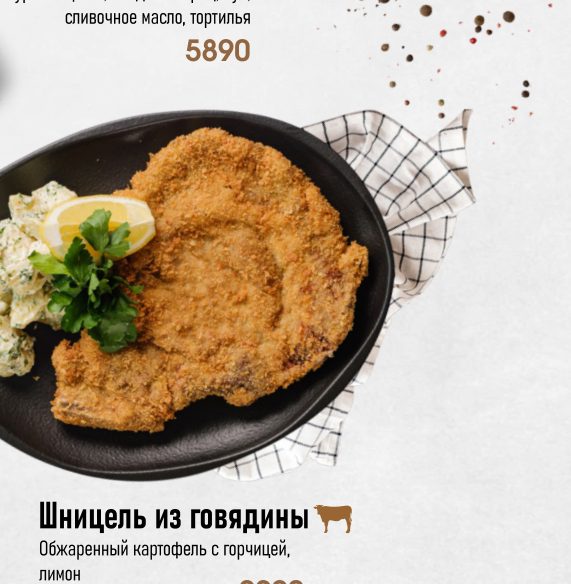 сливочное масло, тортилья
5890
Шницель из говядины
Обжаренный картофель с горчицей,
лимон